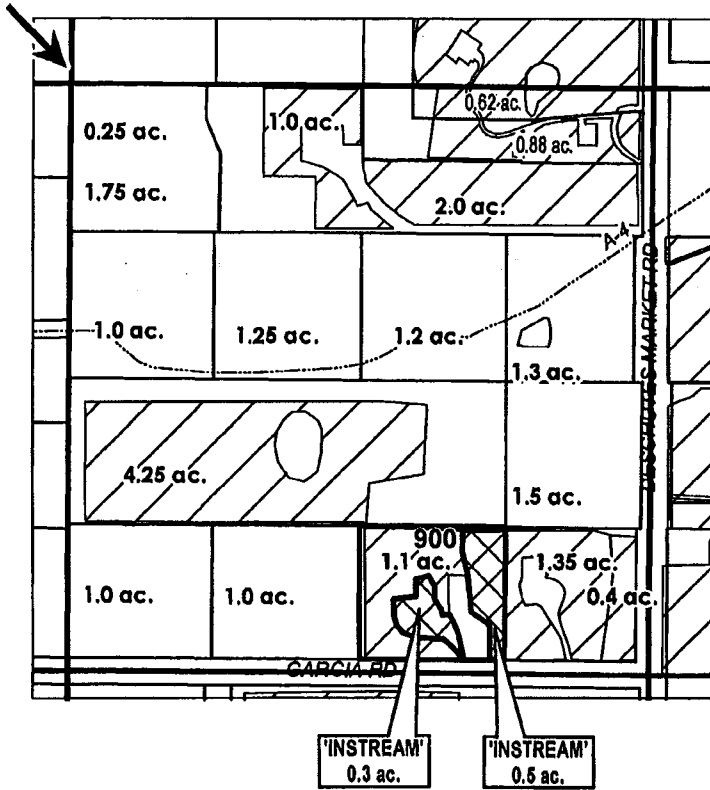 0.62 ac.
0.25 ac.
1.0 ac.
0.88 ac.
1.75 ac.
2.0 ac.
A-4
DESCHUTES MARKET RD
1.0 ac.
1.25 ac.
1.2 ac.
1.3 ac.
4.25 ac.
1.5 ac.
900
1.1 ac.
1.35 ac.
1.0 ac.
1.0 ac.
0.4 ac.
GARCIA RD
'INSTREAM'
0.3 ac.
'INSTREAM'
0.5 ac.